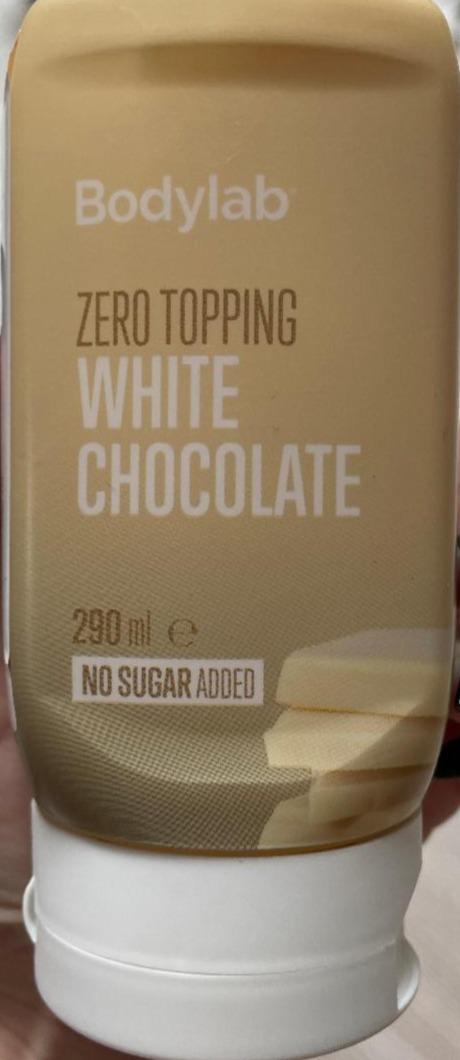 Bodylab
ZERO TOPPING
WHITE
CHOCOLATE
290 ml ℮
NO SUGAR ADDED